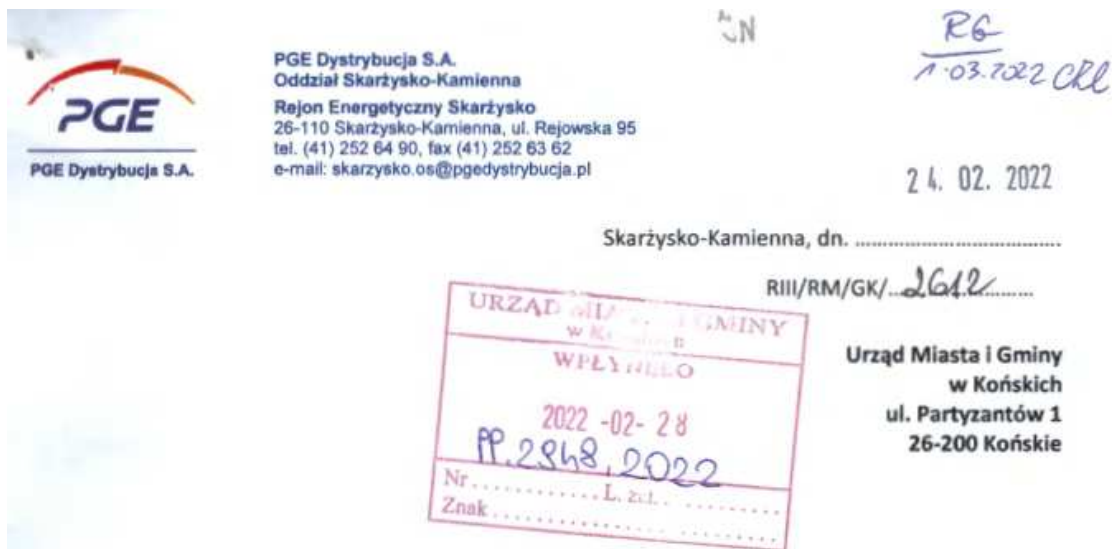 PGE
PGE Dystrybucja S.A.
PGE Dystrybucja S.A.
Oddział Skarżysko-Kamienna
Rejon Energetyczny Skarżysko
26-110 Skarżysko-Kamienna, ul. Rejowska 95
tel. (41) 252 64 90, fax (41) 252 63 62
e-mail: skarzysko.os@pgedystrybucja.pl
RG
1.03.2022
24. 02. 2022
Skarżysko-Kamienna, dn. ....................................
RIII/RM/GK/...2612...........
URZĄD GMINY
w
WPŁYNĘŁO
2022 -02- 28
PP.2948.2022
Nr............L. zał..............
Znak..............................
Urząd Miasta i Gminy
w Końskich
ul. Partyzantów 1
26-200 Końskie